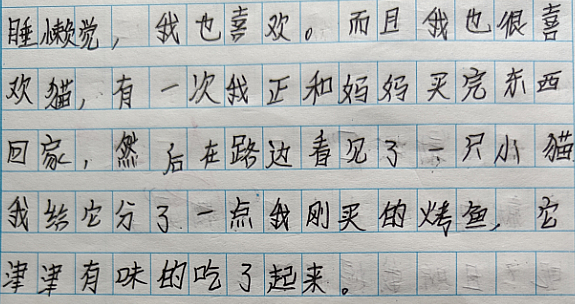 睡懒觉，我也喜欢。而且我也很喜
欢猫，有一次我正和妈妈买完东西
回家，然后在路边看见了一只小猫
我给它分了一点我刚买的烤鱼，它
津津有味的吃了起来。